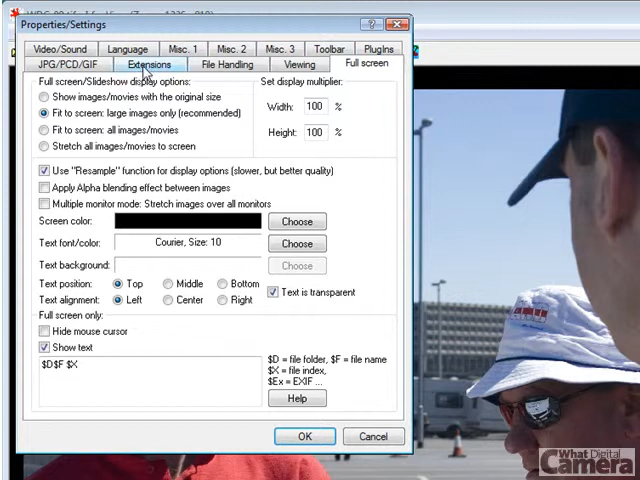 Properties/Settings
Video/Sound Language Misc. 1 Misc. 2 Misc. 3 Toolbar PlugIns
JPG/PCD/GIF Extensions File Handling Viewing Full screen
Full screen/Slideshow display options: Set display multiplier:
Show images/movies with the original size
Fit to screen: large images only (recommended)
Fit to screen: all images/movies
Stretch all images/movies to screen
Width: 100 %
Height: 100 %
Use "Resample" function for display options (slower, but better quality)
Apply Alpha blending effect between images
Multiple monitor mode: Stretch images over all monitors
Screen color: Choose
Text font/color: Courier, Size: 10 Choose
Text background: Choose
Text position: Top Middle Bottom
Text alignment: Left Center Right
Text is transparent
Full screen only:
Hide mouse cursor
Show text
$D$F $X
$D = file folder, $F = file name
$X = file index,
$Ex = EXIF ...
Help
OK Cancel
What Digital
Camera